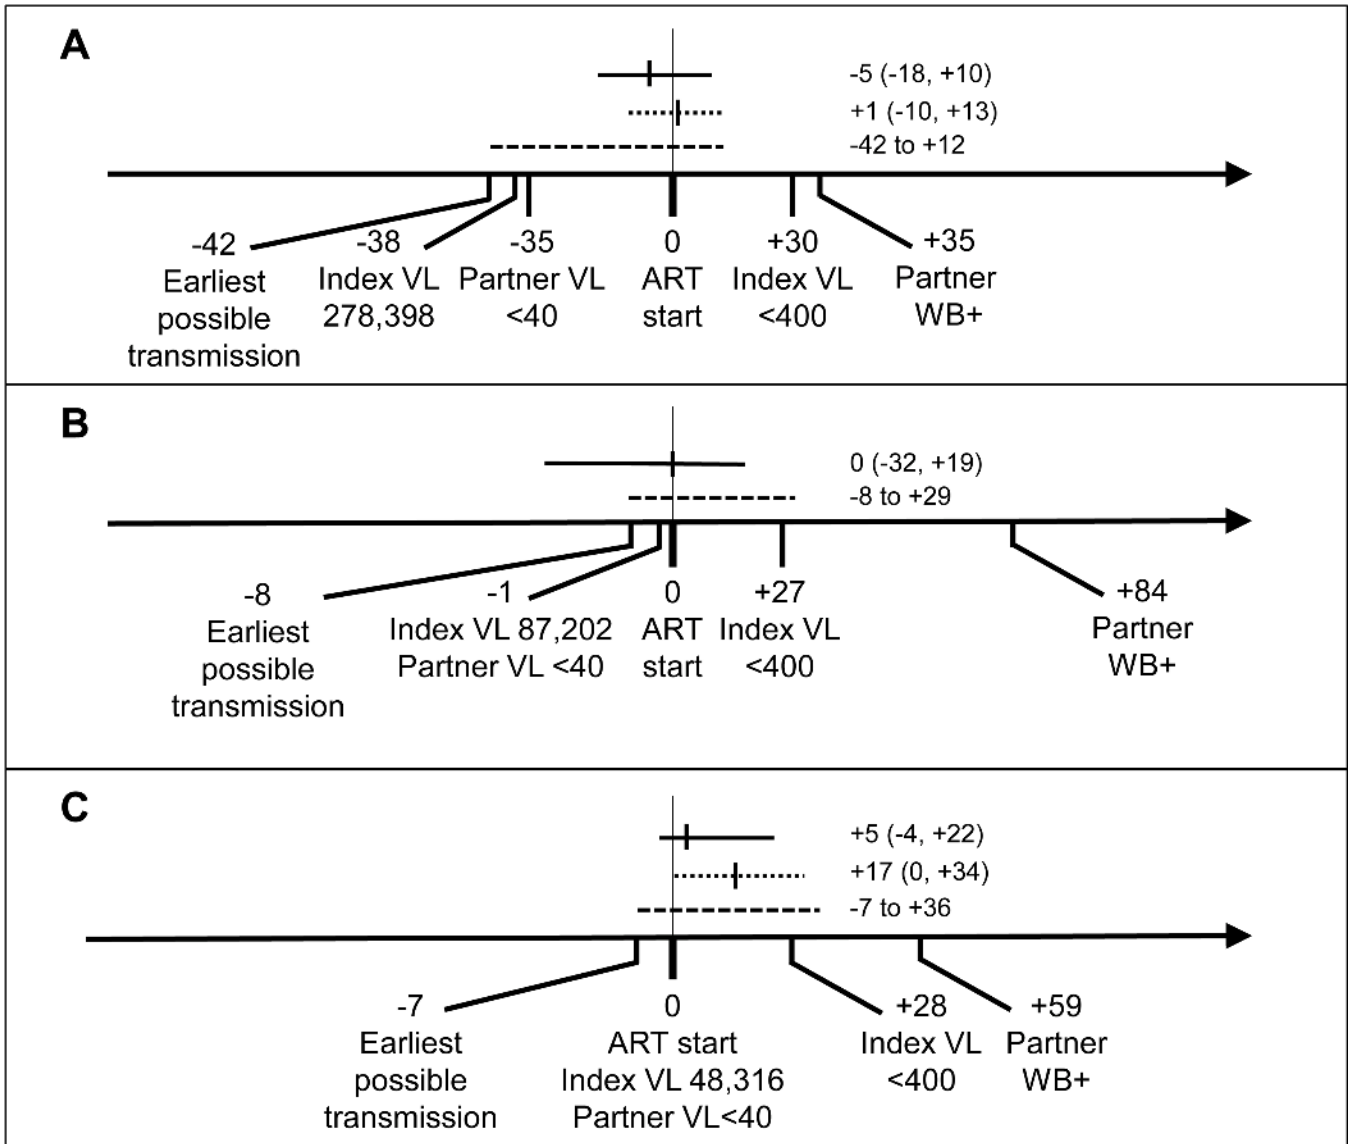 A
-5 (-18, +10)
+1 (-10, +13)
-42 to +12
-42
Earliest
possible
transmission
-38
Index VL
278,398
-35
Partner VL
<40
0
ART
start
+30
Index VL
<400
+35
Partner
WB+
B
0 (-32, +19)
-8 to +29
-8
Earliest
possible
transmission
-1
Index VL 87,202
Partner VL <40
0
ART
start
+27
Index VL
<400
+84
Partner
WB+
C
+5 (-4, +22)
+17 (0, +34)
-7 to +36
-7
Earliest
possible
transmission
0
ART start
Index VL 48,316
Partner VL<40
+28
Index VL
<400
+59
Partner
WB+